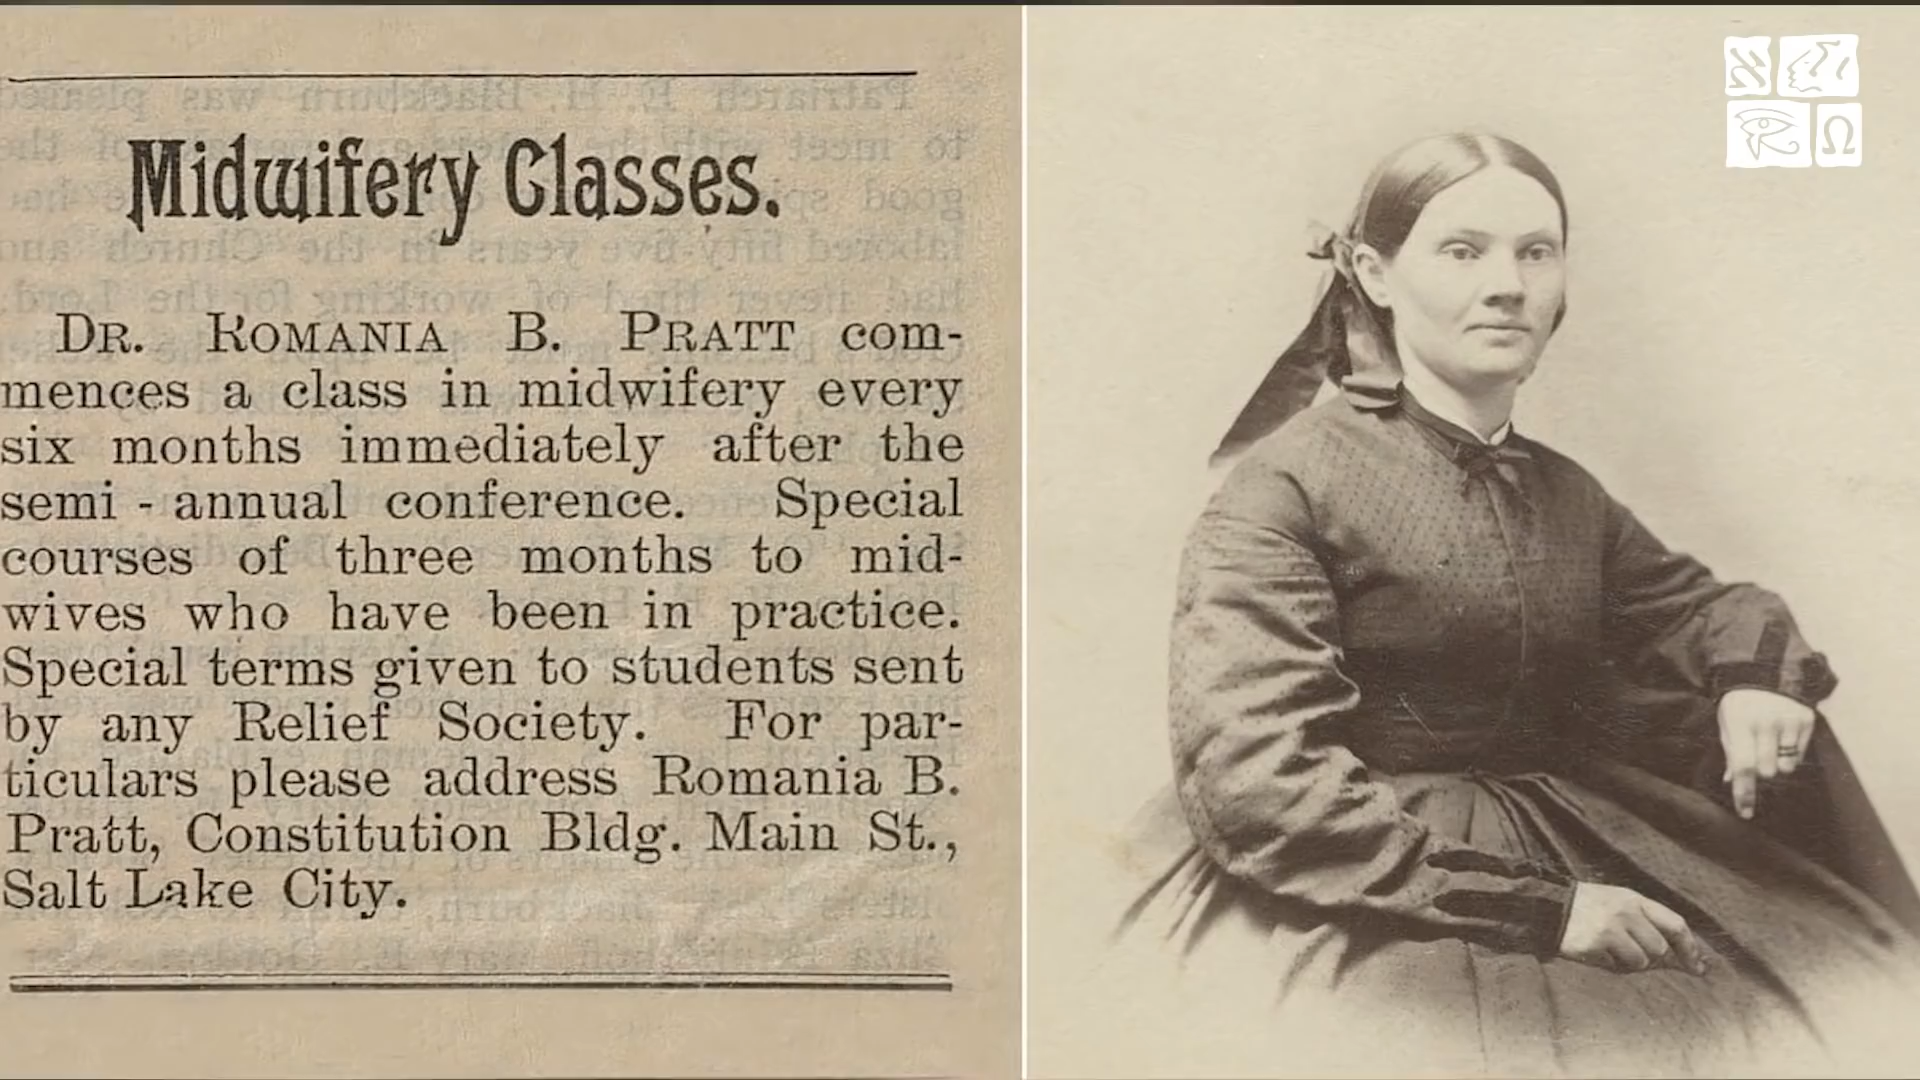 Midwifery Classes.
DR. ROMANIA B. PRATT com-
mences a class in midwifery every
six months immediately after the
semi-annual conference. Special
courses of three months to mid-
wives who have been in practice.
Special terms given to students sent
by any Relief Society. For par-
ticulars please address Romania B.
Pratt, Constitution Bldg. Main St.,
Salt Lake City.
א
Ω